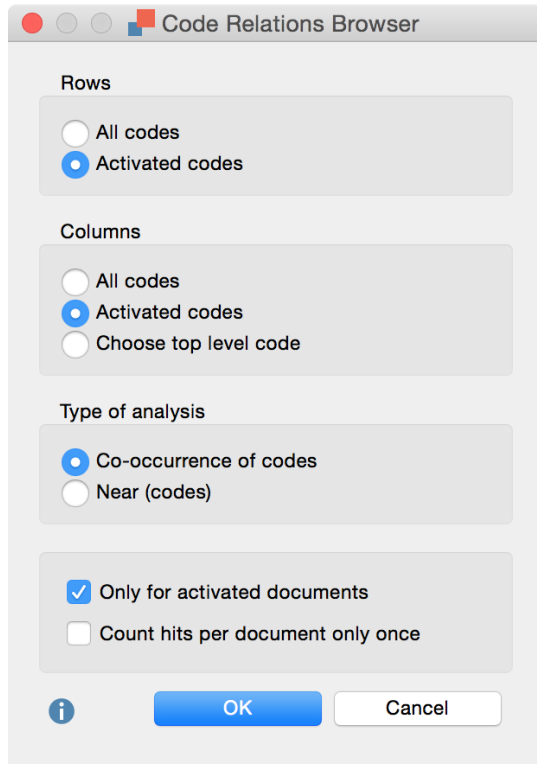 Code Relations Browser
Rows
All codes
Activated codes
Columns
All codes
Activated codes
Choose top level code
Type of analysis
Co-occurrence of codes
Near (codes)
Only for activated documents
Count hits per document only once
i
OK Cancel